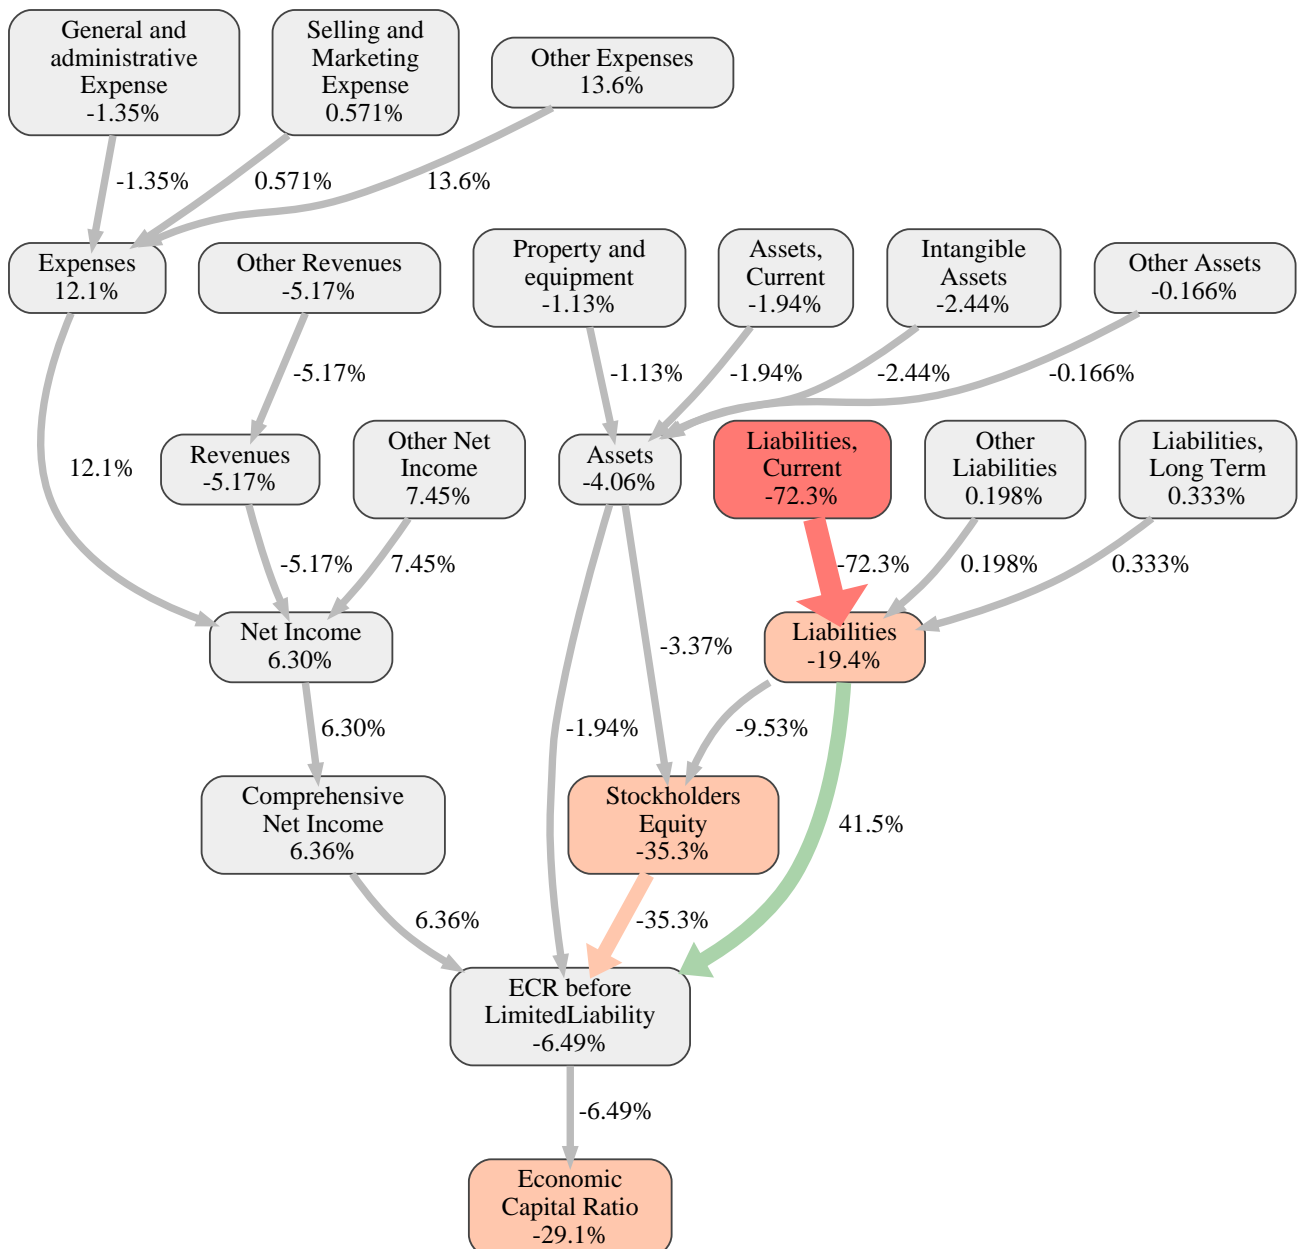 General and
administrative
Expense
-1.35%
Selling and
Marketing
Expense
0.571%
Other Expenses
13.6%
-1.35%
0.571%
13.6%
Expenses
12.1%
Other Revenues
-5.17%
Property and
equipment
-1.13%
Assets,
Current
-1.94%
Intangible
Assets
-2.44%
Other Assets
-0.166%
-5.17%
-1.13%
-1.94%
-2.44%
-0.166%
12.1%
Revenues
-5.17%
Other Net
Income
7.45%
Assets
-4.06%
Liabilities,
Current
-72.3%
Other
Liabilities
0.198%
Liabilities,
Long Term
0.333%
-5.17%
7.45%
-72.3%
0.198%
0.333%
Net Income
6.30%
-3.37%
Liabilities
-19.4%
6.30%
-1.94%
-9.53%
Comprehensive
Net Income
6.36%
Stockholders
Equity
-35.3%
41.5%
6.36%
-35.3%
ECR before
LimitedLiability
-6.49%
-6.49%
Economic
Capital Ratio
-29.1%